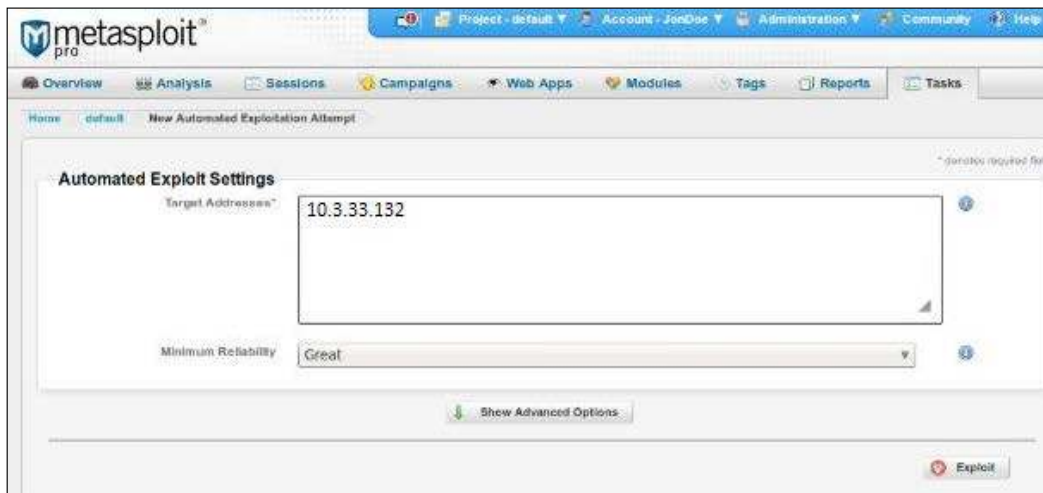 metasploit®
pro
Project - default ▼ Account - JonDoe ▼ Administration ▼ Community Help
Overview Analysis Sessions Campaigns Web Apps Modules Tags Reports Tasks
Home default New Automated Exploitation Attempt
* denotes required
Automated Exploit Settings
Target Addresses*
10.3.33.132
Minimum Reliability
Great
Show Advanced Options
Exploit